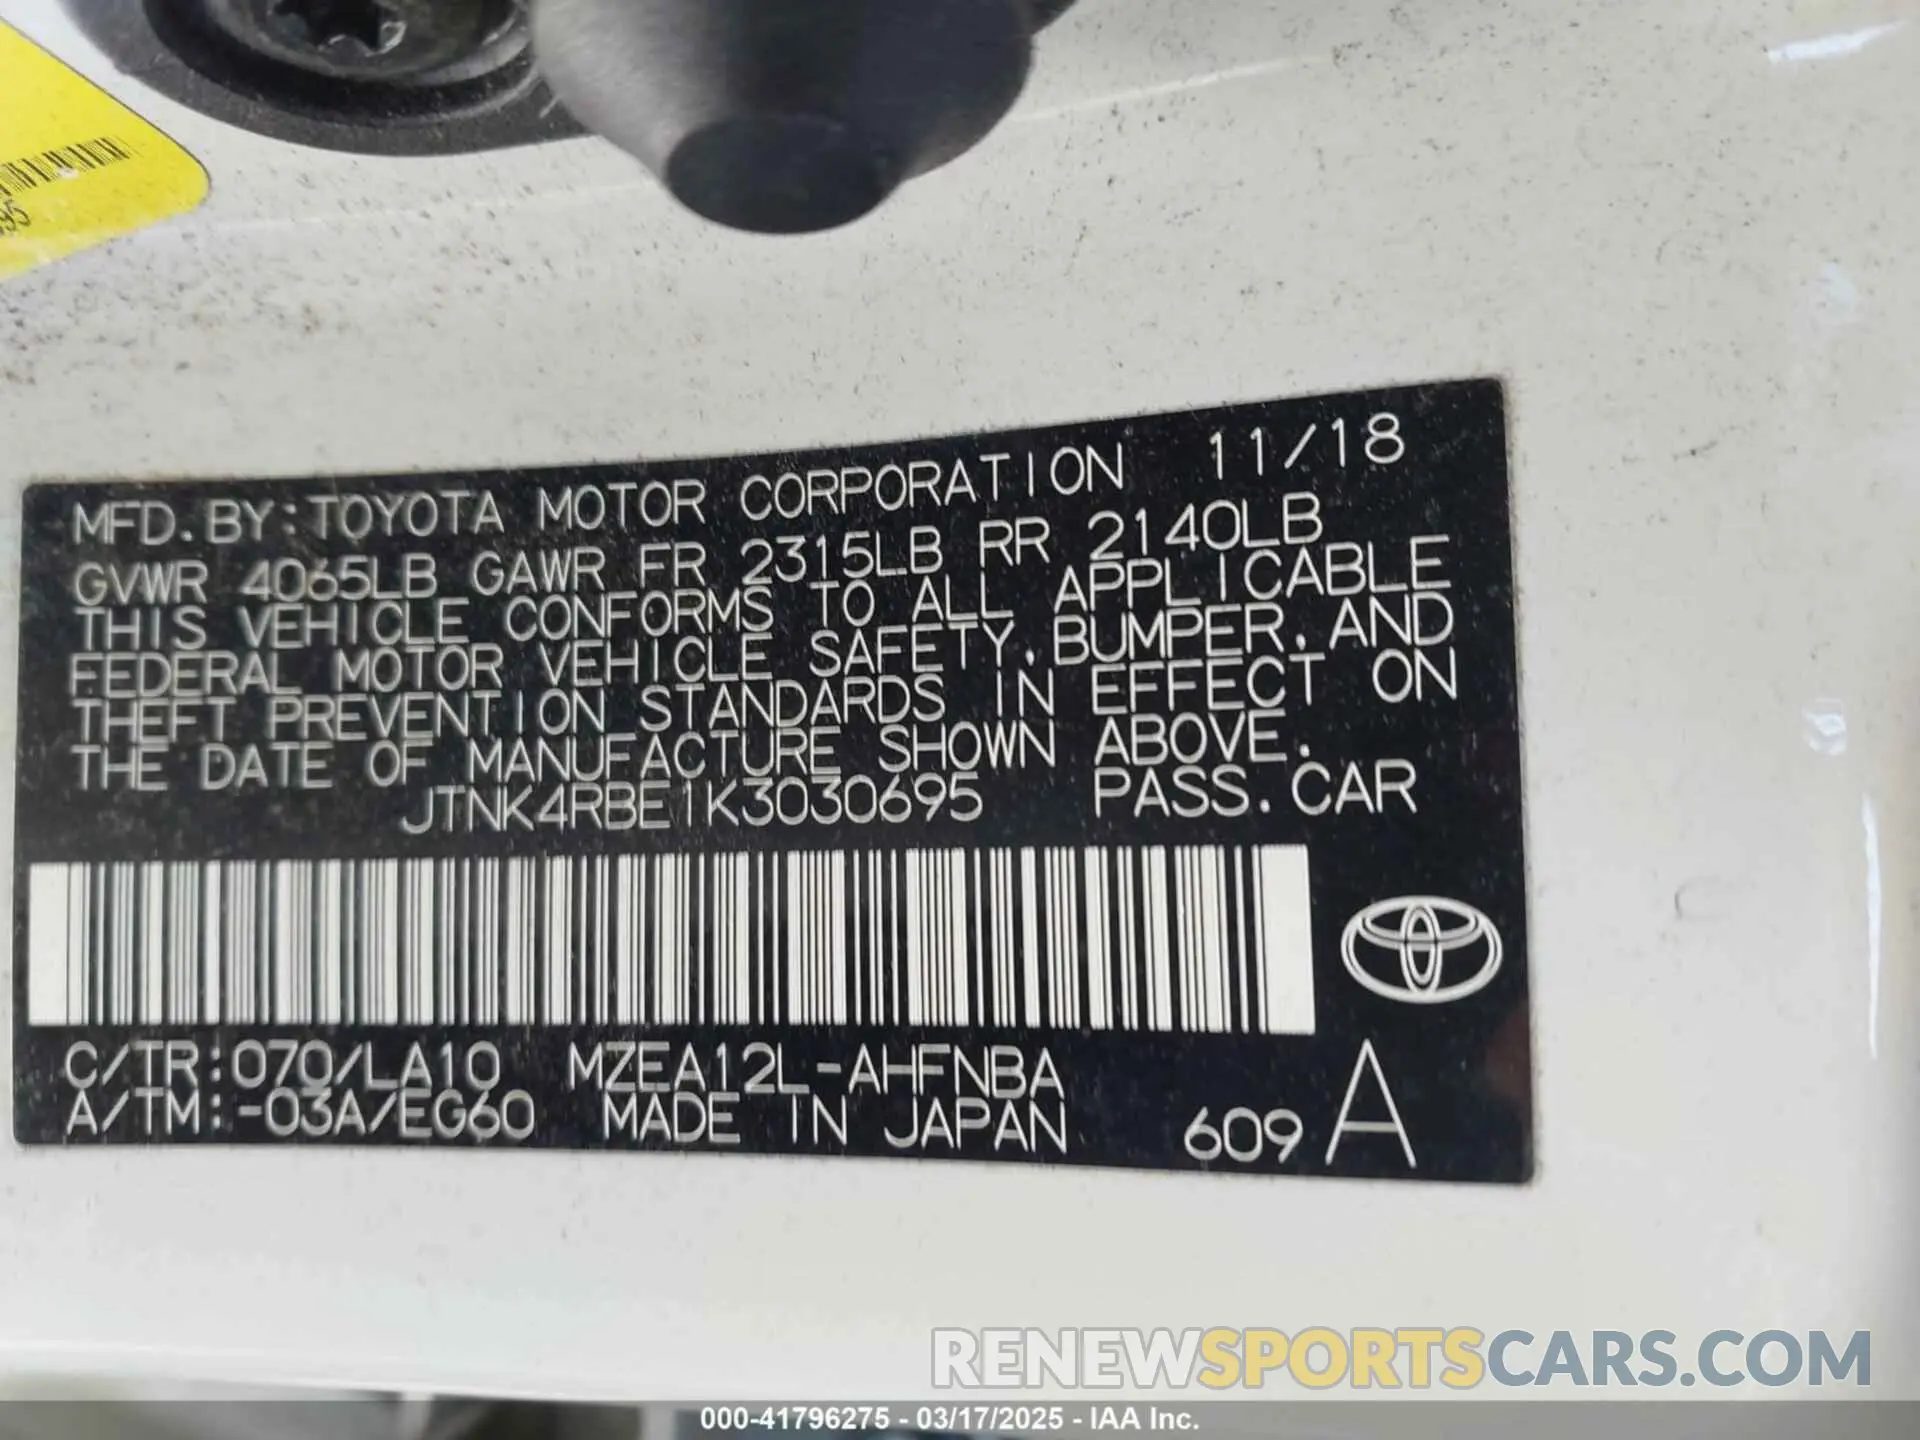 95
MFD. BY: TOYOTA MOTOR CORPORATION 11/18
GVWR 4065LB GAWR FR 2315LB RR 2140LB
THIS VEHICLE CONFORMS TO ALL APPLICABLE
FEDERAL MOTOR VEHICLE SAFETY, BUMPER, AND
THEFT PREVENTION STANDARDS IN EFFECT ON
THE DATE OF MANUFACTURE SHOWN ABOVE.
JTNK4RBE1K3030695 PASS. CAR
C/TR:070/LA10 MZEA12L-AHFNBA
A/TM:-03A/EG60 MADE IN JAPAN 609 A
RENEWSPORTSCARS.COM
000-41796275 - 03/17/2025 - IAA Inc.